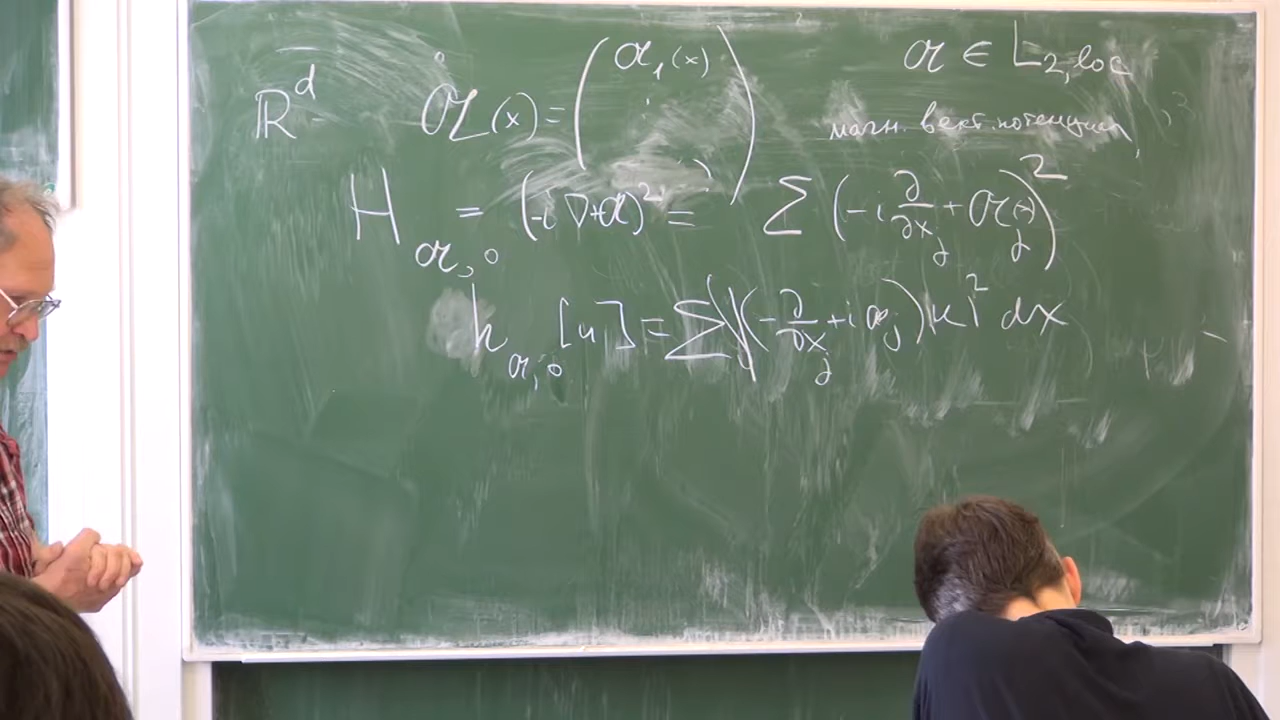 ℝ^d   𝔞(x) = ( 𝔞_1(x) ⋮ )   𝔞 ∈ L_{2,loc}
магн. вект. потенциал
H_{𝔞,0} = (-i∇+𝔞)^2 = Σ (-i ∂/∂x_j + 𝔞_j(x))^2
h_{𝔞,0}[u] = Σ ∫|(-∂/∂x_j + i𝔞_j)u|^2 dx